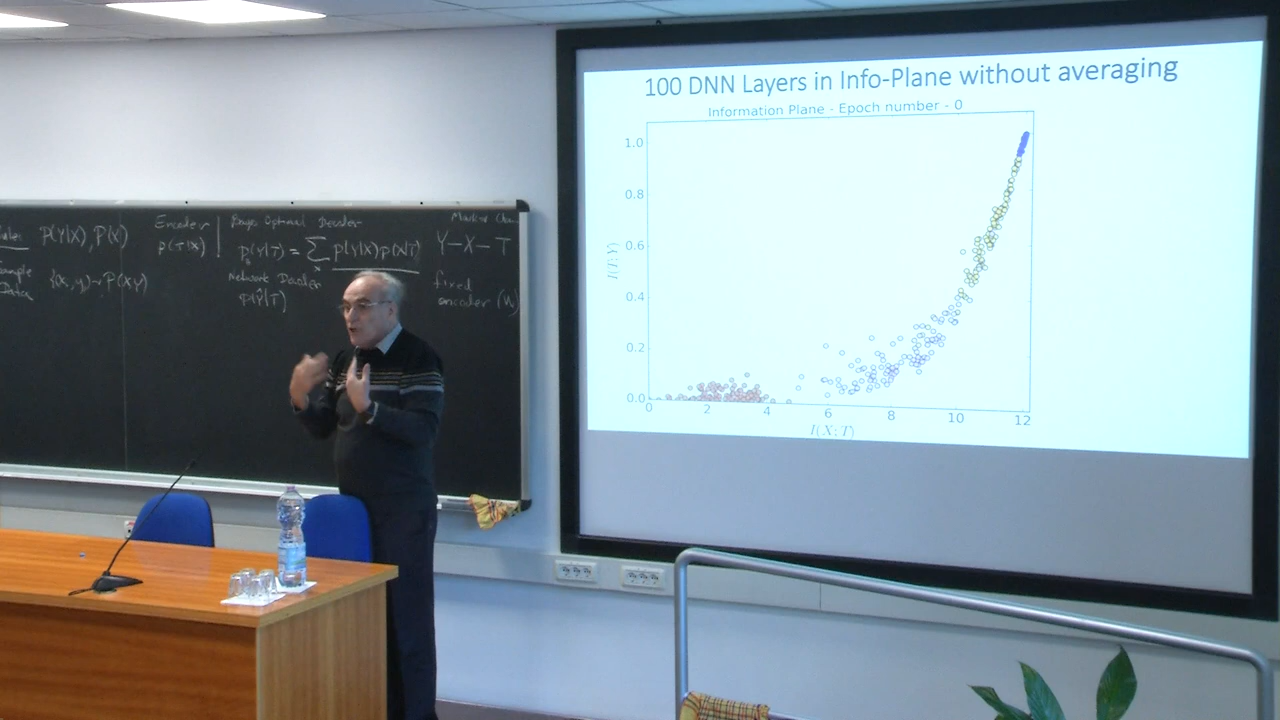 100 DNN Layers in Info-Plane without averaging
Information Plane - Epoch number - 0
1.0
0.8
0.6
0.4
0.2
0.0
I(T;Y)
0 2 4 6 8 10 12
I(X;T)
P(Y|X), P(X)
{(x,y)}~P(XY)
Data
Encoder
p(T|X)
Bayes Optimal Decoder
p(Y|T) = ∑ p(Y|X)p(X|T)
x
Network Decoder
p(Ŷ|T)
Markov
Y-X-T
fixed
encoder